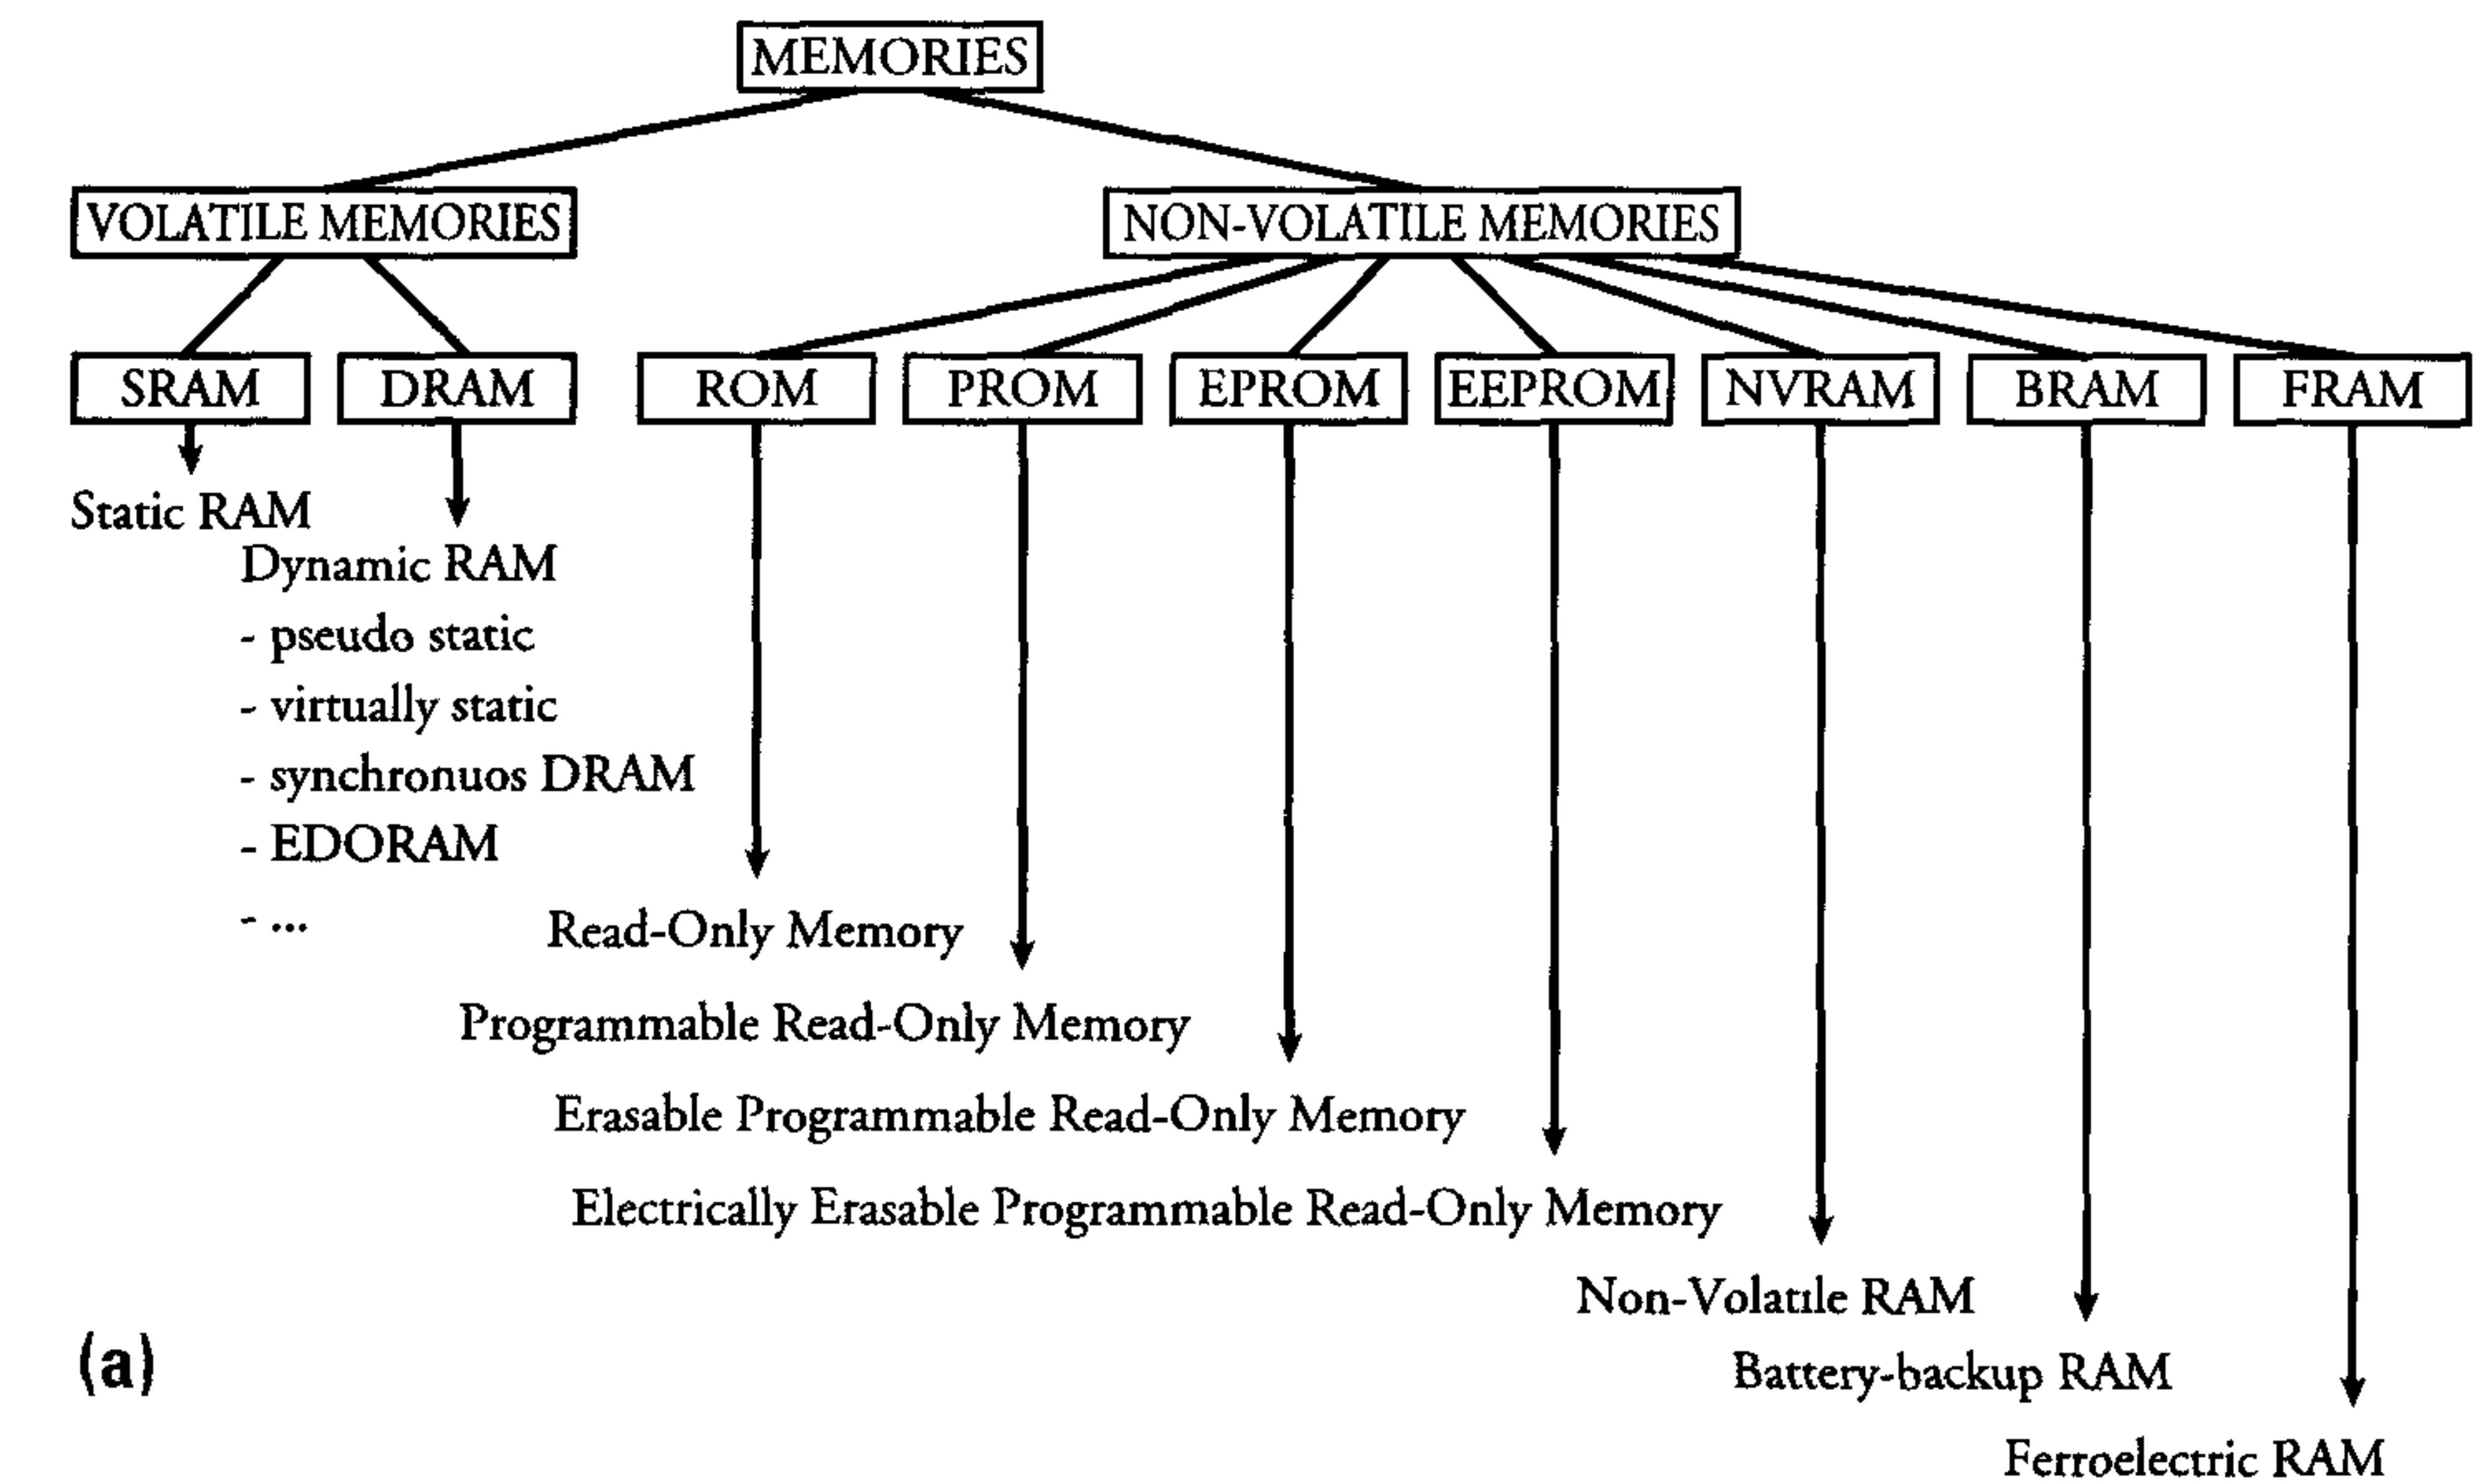 MEMORIES
VOLATILE MEMORIES
NON-VOLATILE MEMORIES
SRAM
DRAM
ROM
PROM
EPROM
EEPROM
NVRAM
BRAM
FRAM
Static RAM
Dynamic RAM
- pseudo static
- virtually static
- synchronuos DRAM
- EDORAM
- ...
Read-Only Memory
Programmable Read-Only Memory
Erasable Programmable Read-Only Memory
Electrically Erasable Programmable Read-Only Memory
Non-Volatile RAM
Battery-backup RAM
Ferroelectric RAM
(a)